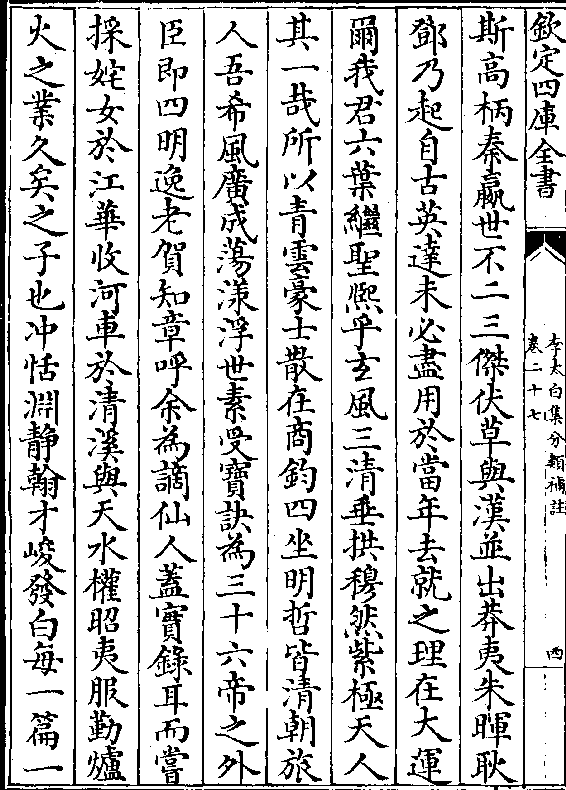 欽定四庫全書
李太白集分類補註
卷二十七
西
斯高柄秦嬴世不二三傑伏草與漢並出莽夷朱暉耿
鄧乃起自古英達未必盡用於當年去就之理在大運
爾我君六葉繼聖熙乎玄風三清垂拱穆然紫極天人
其一哉所以青雲豪士散在商釣四坐明哲皆清朝旅
人吾希風廣成蕩漾浮世素受寶訣為三十六帝之外
臣即四明逸老賀知章呼余為謫仙人蓋實錄耳而嘗
採姹女於江華收河車於清溪與天水權昭夷服勤爐
火之業久矣之子也冲恬淵静翰才峻發白每一篇一